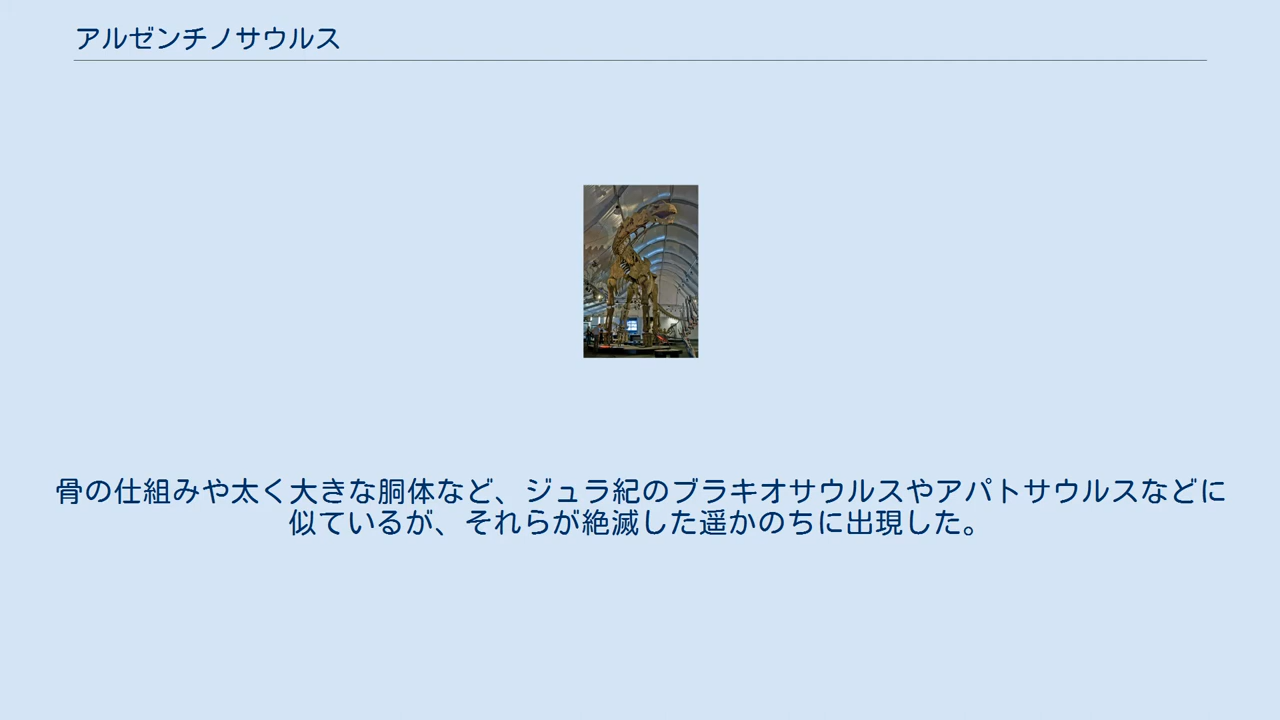 アルゼンチノサウルス
骨の仕組みや太く大きな胴体など、ジュラ紀のブラキオサウルスやアパトサウルスなどに
似ているが、それらが絶滅した遥かのちに出現した。